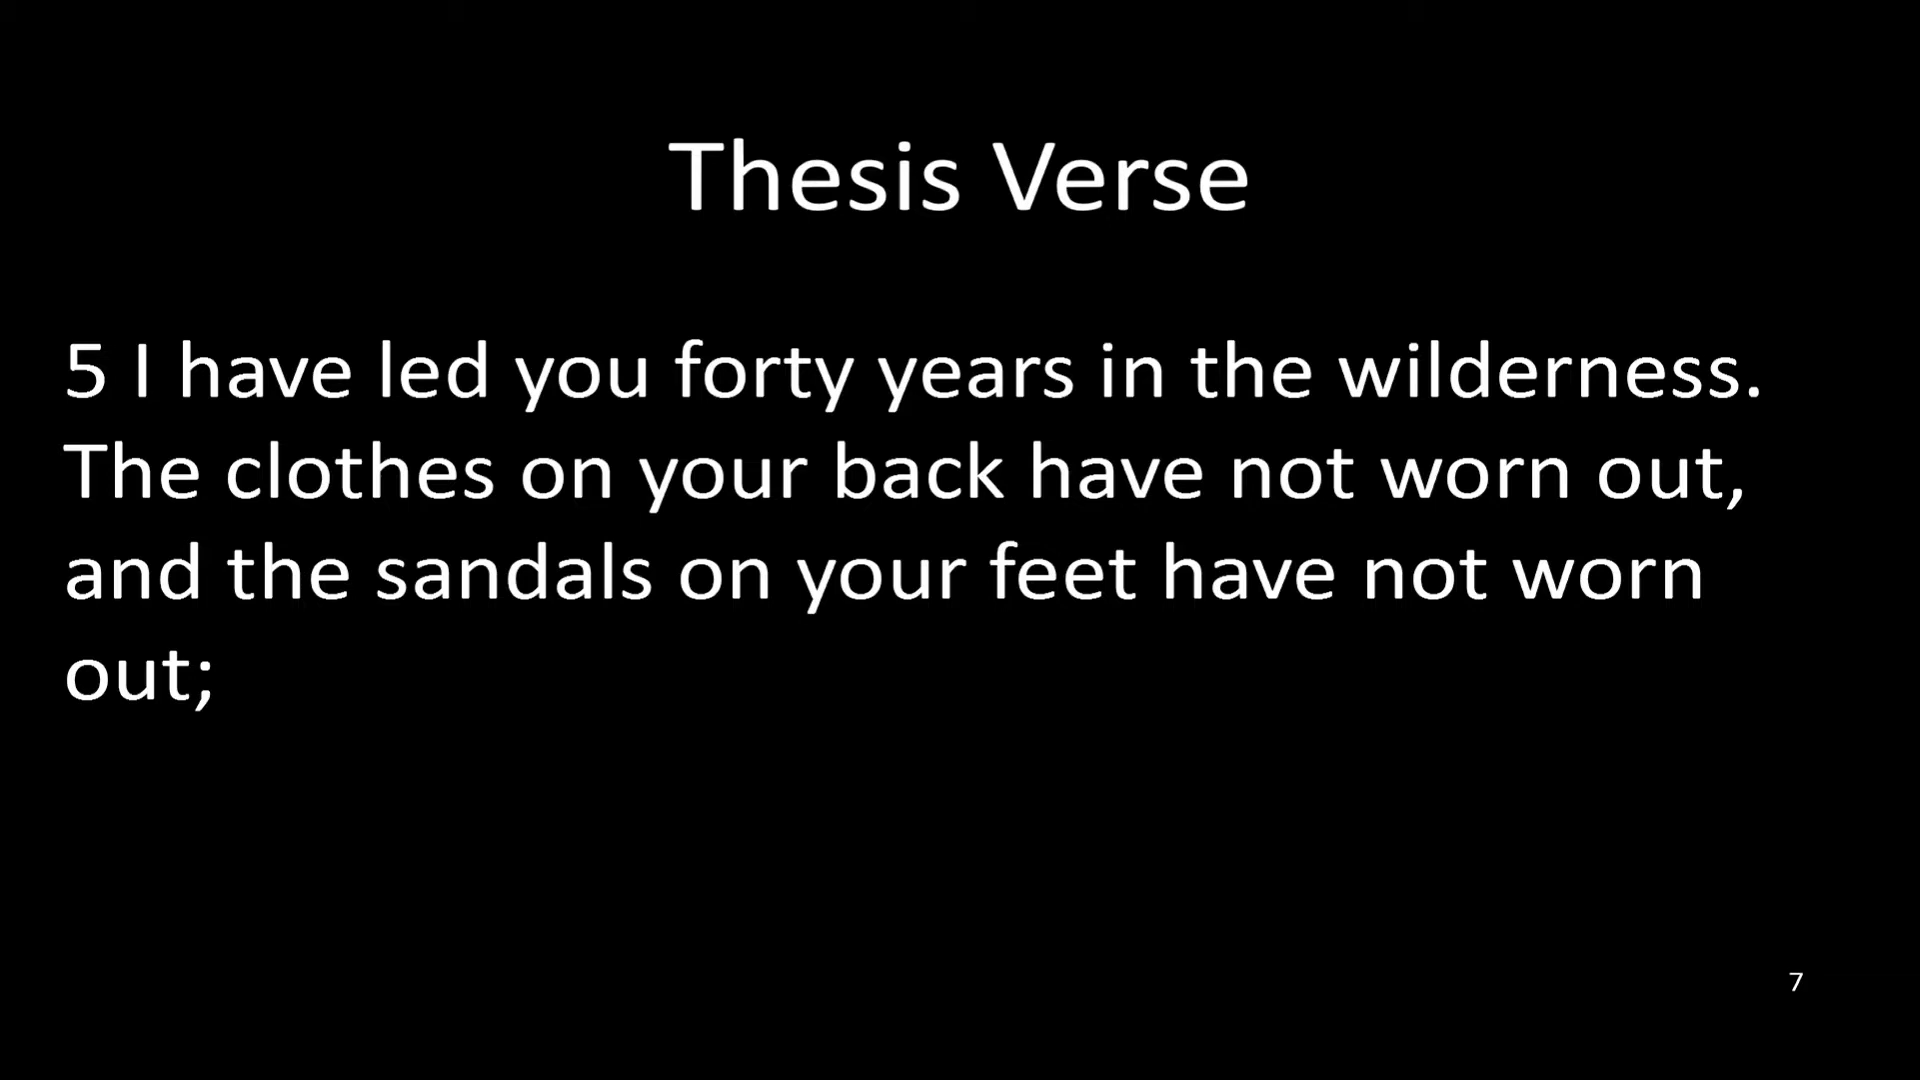 Thesis Verse
5 I have led you forty years in the wilderness.
The clothes on your back have not worn out,
and the sandals on your feet have not worn
out;
7